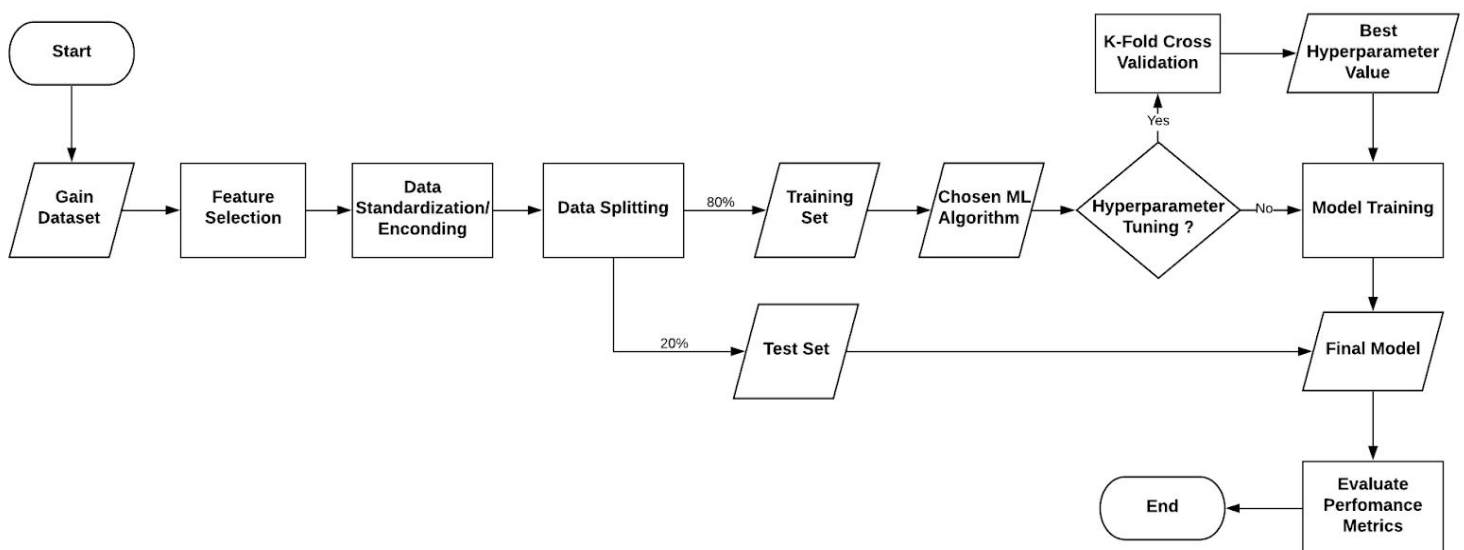 Start
Gain
Dataset
Feature
Selection
Data
Standardization/
Enconding
Data Splitting
80%
Training
Set
Chosen ML
Algorithm
Hyperparameter
Tuning ?
Yes
K-Fold Cross
Validation
Best
Hyperparameter
Value
No
Model Training
20%
Test Set
Final Model
Evaluate
Perfomance
Metrics
End